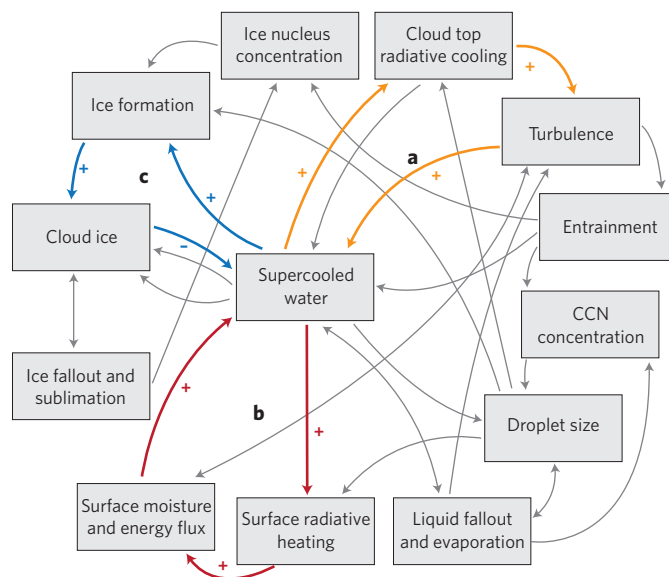 Ice nucleus
concentration
Cloud top
radiative cooling
+
Ice formation
Turbulence
+
c
+
a
+
+
Cloud ice
–
Entrainment
Supercooled
water
CCN
concentration
Ice fallout and
sublimation
+
b
+
Droplet size
Surface moisture
and energy flux
Surface radiative
heating
Liquid fallout
and evaporation
+